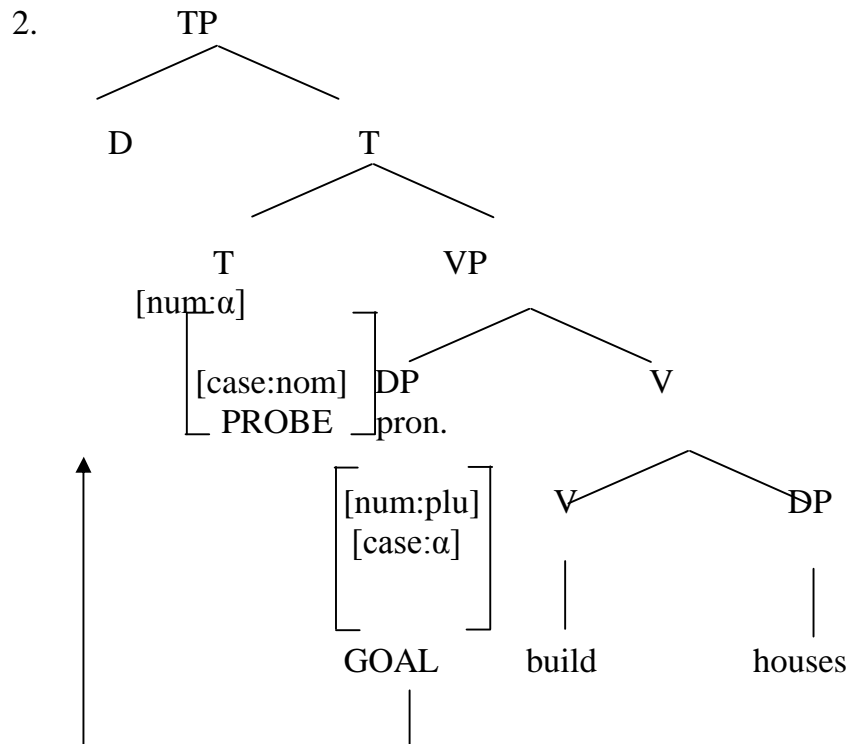 2. TP
D T
T VP
[num:α]
[case:nom] DP V
PROBE pron.
[num:plu] V DP
[case:α]
GOAL build houses